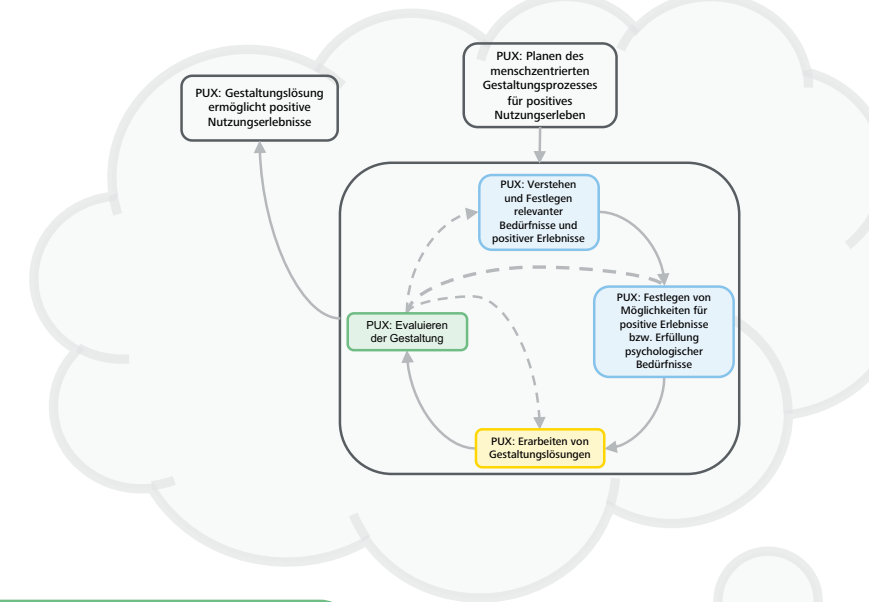 PUX: Planen des
menschzentrierten
Gestaltungsprozesses
für positives
Nutzungserleben
PUX: Gestaltungslösung
ermöglicht positive
Nutzungserlebnisse
PUX: Verstehen
und Festlegen
relevanter
Bedürfnisse und
positiver Erlebnisse
PUX: Festlegen von
Möglichkeiten für
positive Erlebnisse
bzw. Erfüllung
psychologischer
Bedürfnisse
PUX: Evaluieren
der Gestaltung
PUX: Erarbeiten von
Gestaltungslösungen